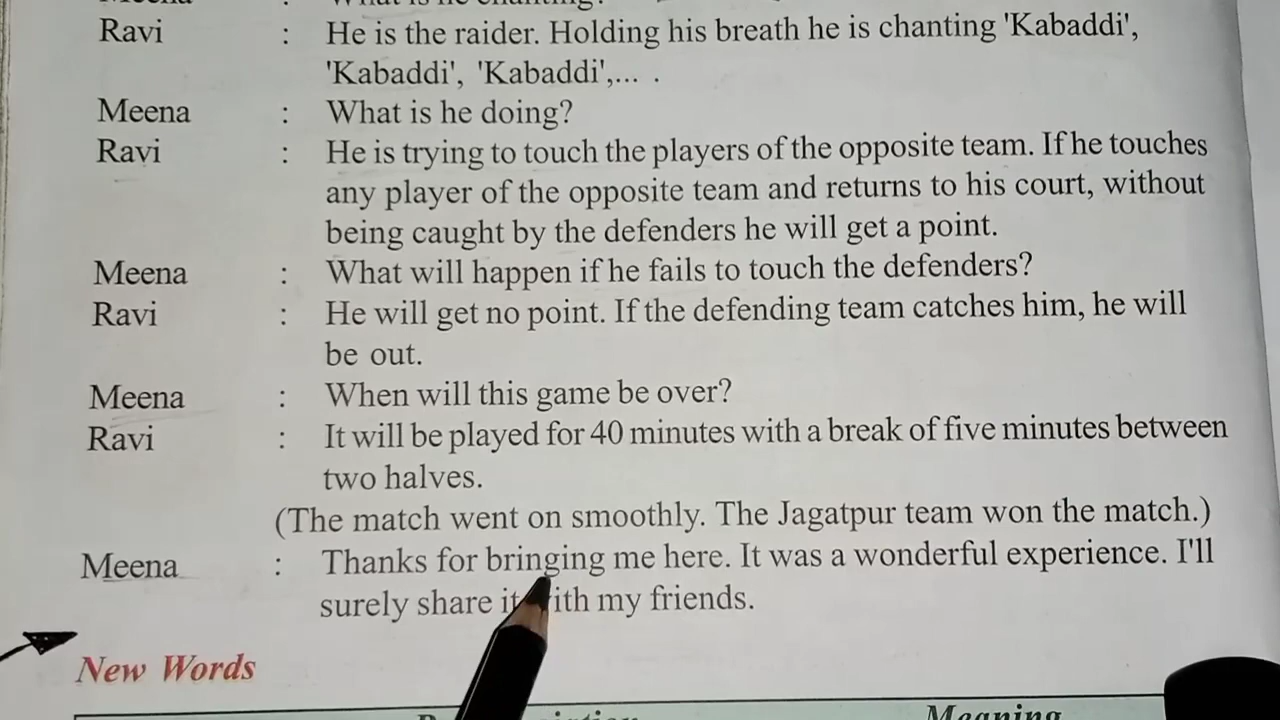 Meena : What is he chanting?
Ravi : He is the raider. Holding his breath he is chanting 'Kabaddi',
'Kabaddi', 'Kabaddi',... .
Meena : What is he doing?
Ravi : He is trying to touch the players of the opposite team. If he touches
any player of the opposite team and returns to his court, without
being caught by the defenders he will get a point.
Meena : What will happen if he fails to touch the defenders?
Ravi : He will get no point. If the defending team catches him, he will
be out.
Meena : When will this game be over?
Ravi : It will be played for 40 minutes with a break of five minutes between
two halves.
(The match went on smoothly. The Jagatpur team won the match.)
Meena : Thanks for bringing me here. It was a wonderful experience. I'll
surely share it with my friends.
New Words
Meaning